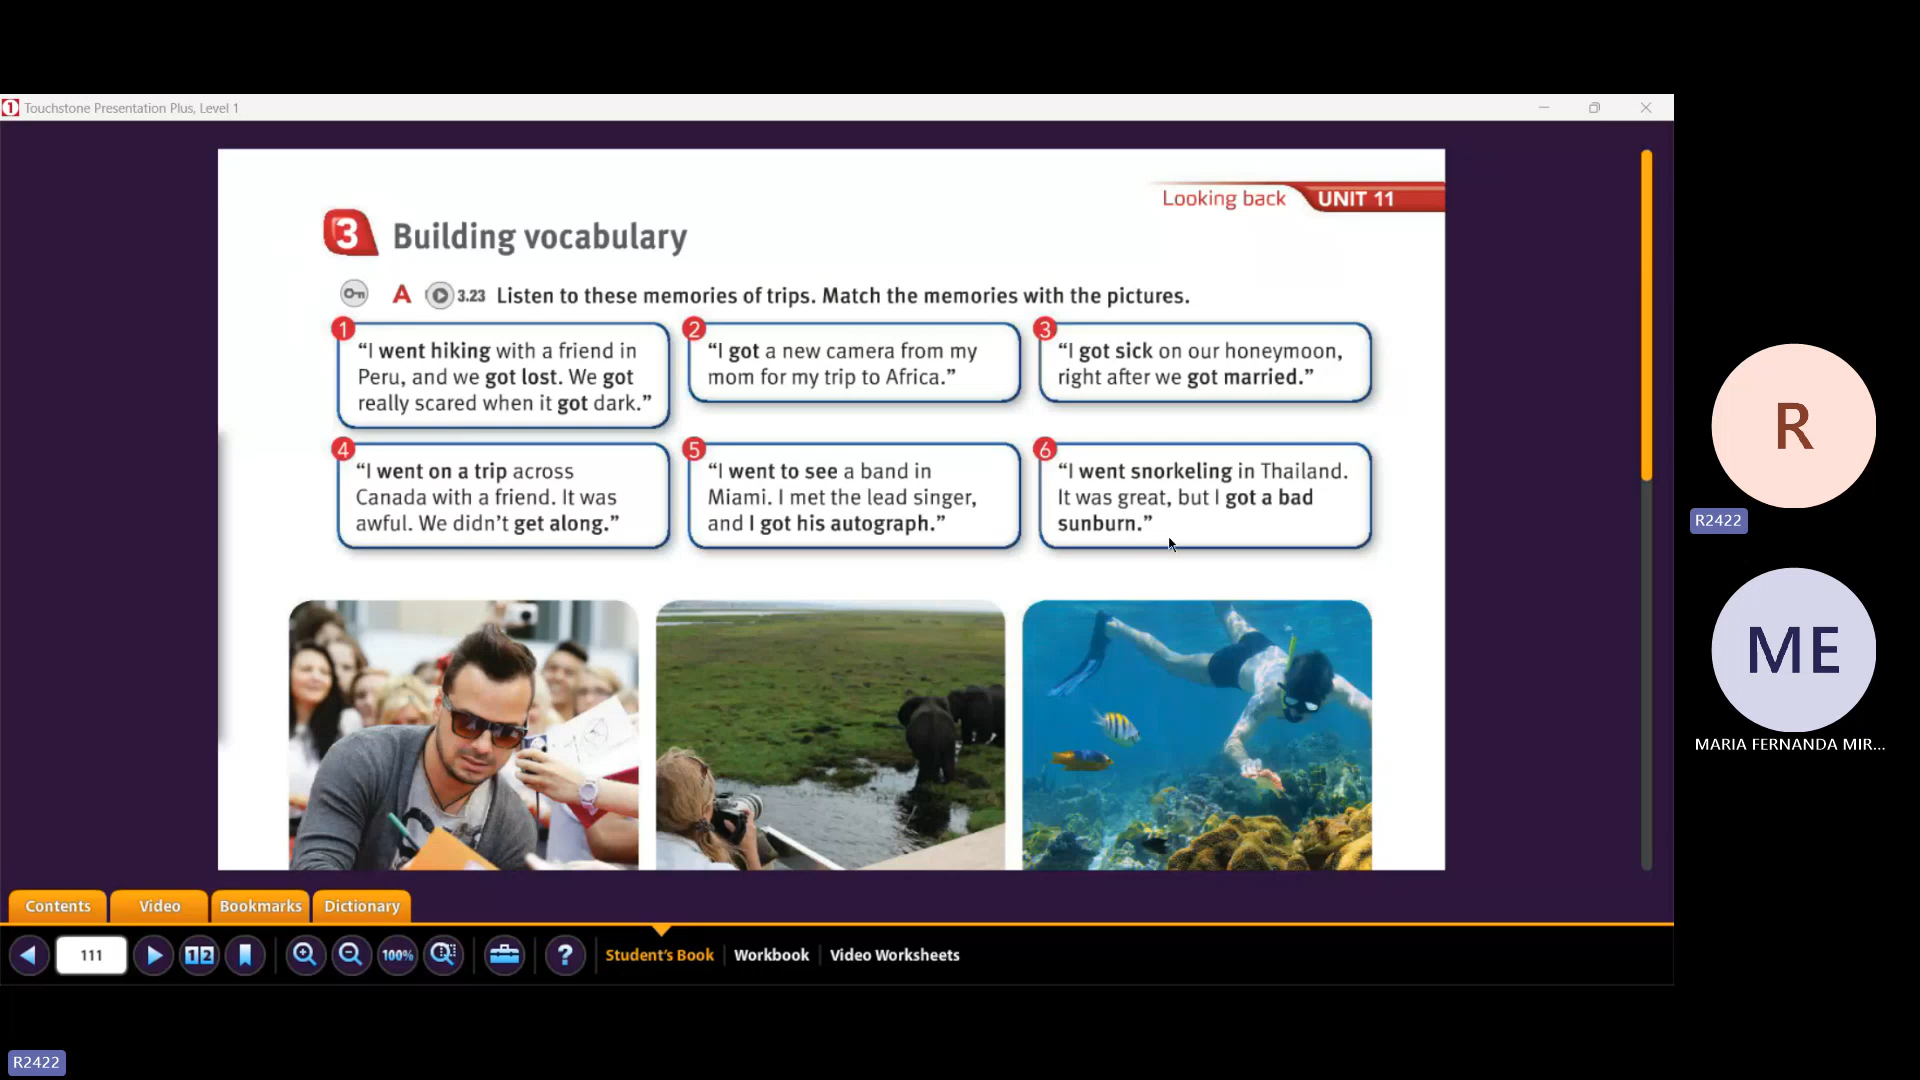 1 Touchstone Presentation Plus, Level 1
Looking back UNIT 11
3 Building vocabulary
A 3.23 Listen to these memories of trips. Match the memories with the pictures.
1
“I went hiking with a friend in
Peru, and we got lost. We got
really scared when it got dark.”
2
“I got a new camera from my
mom for my trip to Africa.”
3
“I got sick on our honeymoon,
right after we got married.”
4
“I went on a trip across
Canada with a friend. It was
awful. We didn’t get along.”
5
“I went to see a band in
Miami. I met the lead singer,
and I got his autograph.”
6
“I went snorkeling in Thailand.
It was great, but I got a bad
sunburn.”
Contents Video Bookmarks Dictionary
111 12 100% ? Student’s Book Workbook Video Worksheets
R
R2422
ME
MARIA FERNANDA MIR...
R2422